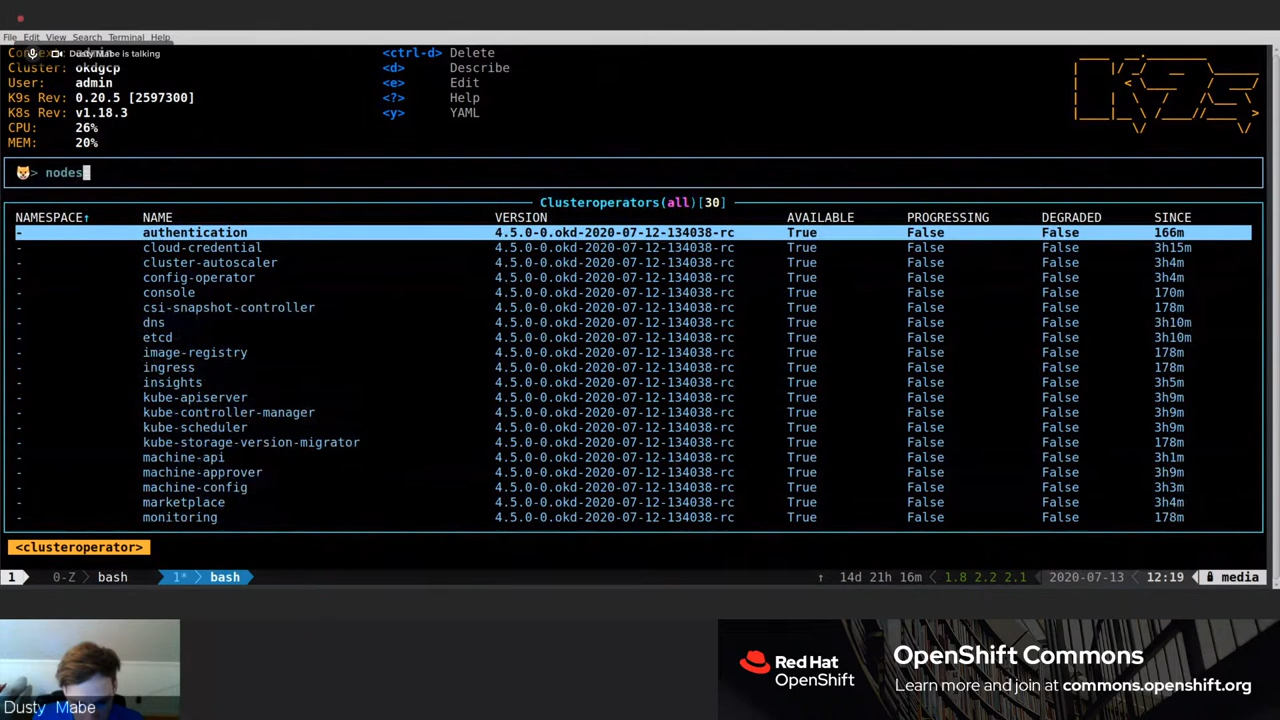 File Edit View Search Terminal Help
Dusty Mabe is talking
Cluster: okdgcp
User: admin
K9s Rev: 0.20.5 [2597300]
K8s Rev: v1.18.3
CPU: 26%
MEM: 20%
<ctrl-d> Delete
<d> Describe
<e> Edit
<?> Help
<y> YAML
K9s
> nodes
Clusteroperators(all)[30]
NAMESPACE↑ NAME VERSION AVAILABLE PROGRESSING DEGRADED SINCE
- authentication 4.5.0-0.okd-2020-07-12-134038-rc True False False 166m
- cloud-credential 4.5.0-0.okd-2020-07-12-134038-rc True False False 3h15m
- cluster-autoscaler 4.5.0-0.okd-2020-07-12-134038-rc True False False 3h4m
- config-operator 4.5.0-0.okd-2020-07-12-134038-rc True False False 3h4m
- console 4.5.0-0.okd-2020-07-12-134038-rc True False False 170m
- csi-snapshot-controller 4.5.0-0.okd-2020-07-12-134038-rc True False False 178m
- dns 4.5.0-0.okd-2020-07-12-134038-rc True False False 3h10m
- etcd 4.5.0-0.okd-2020-07-12-134038-rc True False False 3h10m
- image-registry 4.5.0-0.okd-2020-07-12-134038-rc True False False 178m
- ingress 4.5.0-0.okd-2020-07-12-134038-rc True False False 178m
- insights 4.5.0-0.okd-2020-07-12-134038-rc True False False 3h5m
- kube-apiserver 4.5.0-0.okd-2020-07-12-134038-rc True False False 3h9m
- kube-controller-manager 4.5.0-0.okd-2020-07-12-134038-rc True False False 3h9m
- kube-scheduler 4.5.0-0.okd-2020-07-12-134038-rc True False False 3h9m
- kube-storage-version-migrator 4.5.0-0.okd-2020-07-12-134038-rc True False False 178m
- machine-api 4.5.0-0.okd-2020-07-12-134038-rc True False False 3h1m
- machine-approver 4.5.0-0.okd-2020-07-12-134038-rc True False False 3h9m
- machine-config 4.5.0-0.okd-2020-07-12-134038-rc True False False 3h3m
- marketplace 4.5.0-0.okd-2020-07-12-134038-rc True False False 3h4m
- monitoring 4.5.0-0.okd-2020-07-12-134038-rc True False False 178m
<clusteroperator>
1 0-Z bash 1* bash ↑ 14d 21h 16m 1.8 2.2 2.1 2020-07-13 12:19 media
Dusty Mabe
Red Hat
OpenShift
OpenShift Commons
Learn more and join at commons.openshift.org